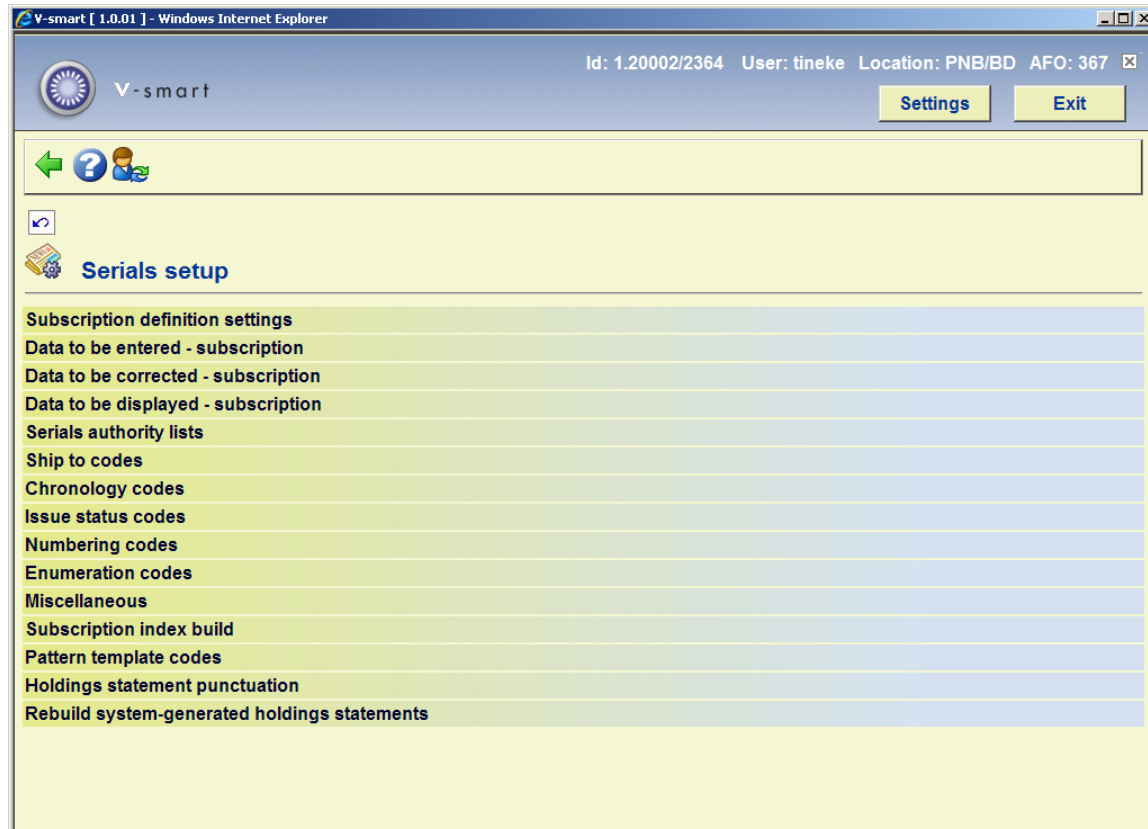 V-smart [ 1.0.01 ] - Windows Internet Explorer
Id: 1.20002/2364 User: tineke Location: PNB/BD AFO: 367
V-smart
Settings Exit
Serials setup
Subscription definition settings
Data to be entered - subscription
Data to be corrected - subscription
Data to be displayed - subscription
Serials authority lists
Ship to codes
Chronology codes
Issue status codes
Numbering codes
Enumeration codes
Miscellaneous
Subscription index build
Pattern template codes
Holdings statement punctuation
Rebuild system-generated holdings statements